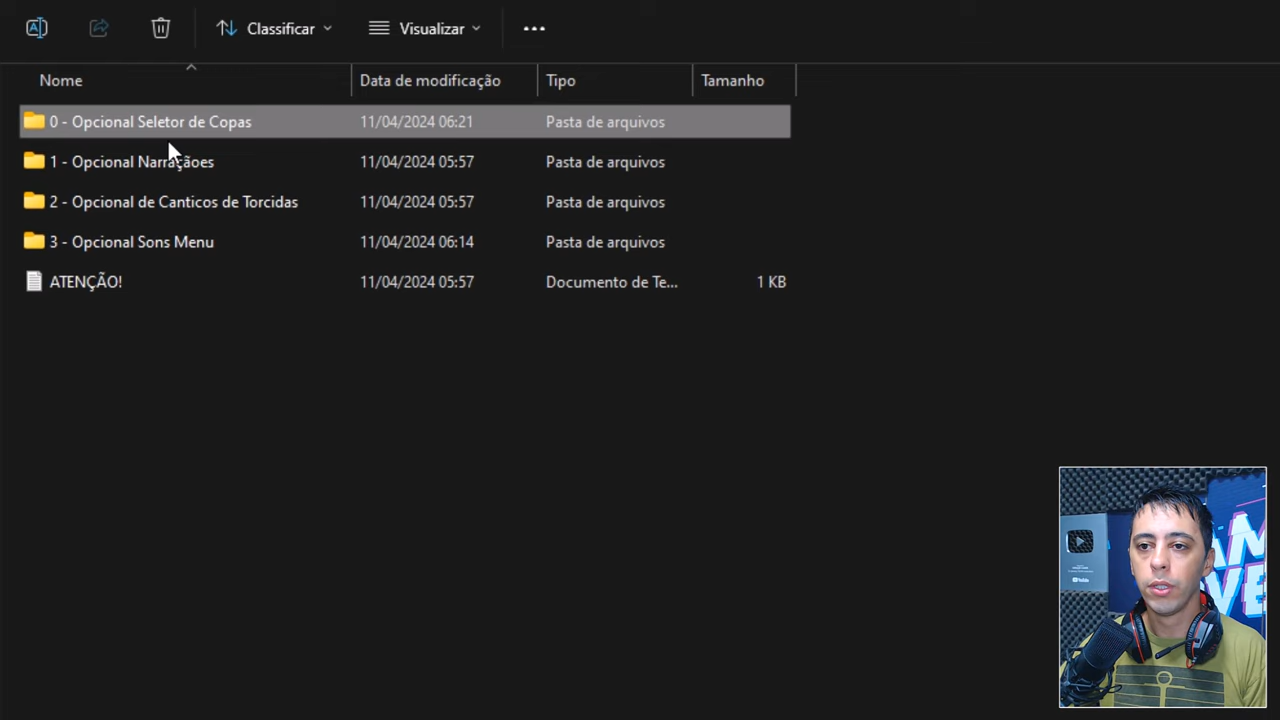 Classificar
Visualizar
Nome Data de modificação Tipo Tamanho
0 - Opcional Seletor de Copas 11/04/2024 06:21 Pasta de arquivos
1 - Opcional Narraçãoes 11/04/2024 05:57 Pasta de arquivos
2 - Opcional de Canticos de Torcidas 11/04/2024 05:57 Pasta de arquivos
3 - Opcional Sons Menu 11/04/2024 06:14 Pasta de arquivos
ATENÇÃO! 11/04/2024 05:57 Documento de Te... 1 KB
YouTube